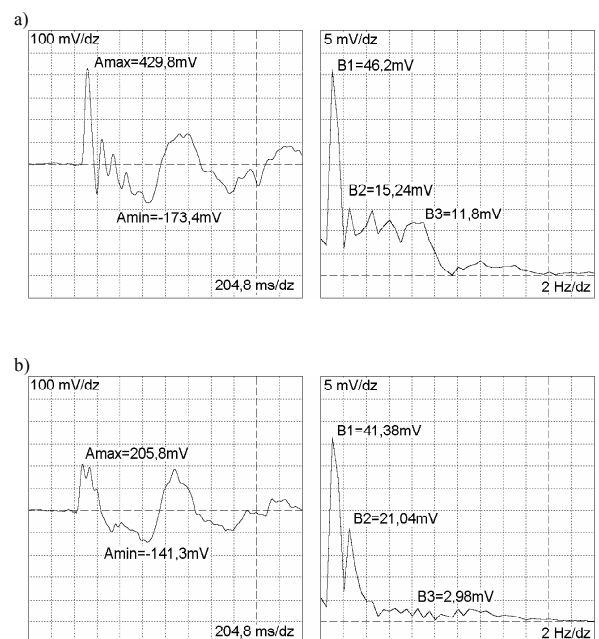 a)
100 mV/dz
Amax=429,8mV
Amin=-173,4mV
204,8 ms/dz
5 mV/dz
B1=46,2mV
B2=15,24mV
B3=11,8mV
2 Hz/dz
b)
100 mV/dz
Amax=205,8mV
Amin=-141,3mV
204,8 ms/dz
5 mV/dz
B1=41,38mV
B2=21,04mV
B3=2,98mV
2 Hz/dz